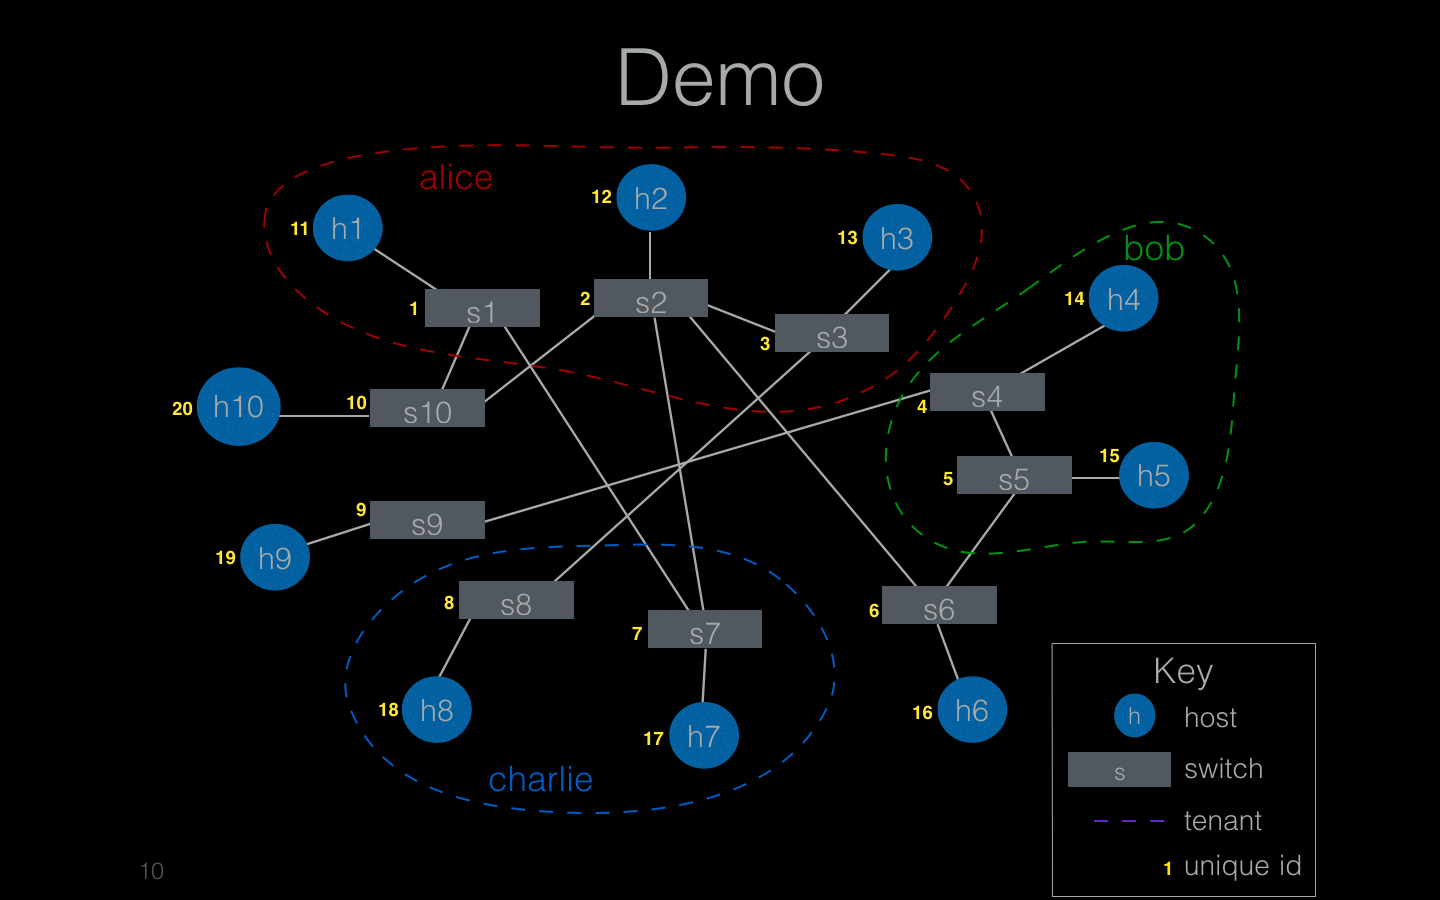 Demo
alice
12 h2
11 h1
13 h3
bob
14 h4
1 s1
2 s2
3 s3
20 h10
10 s10
4 s4
15 h5
5 s5
9 s9
19 h9
8 s8
7 s7
6 s6
18 h8
17 h7
16 h6
charlie
Key
h host
s switch
tenant
1 unique id
10